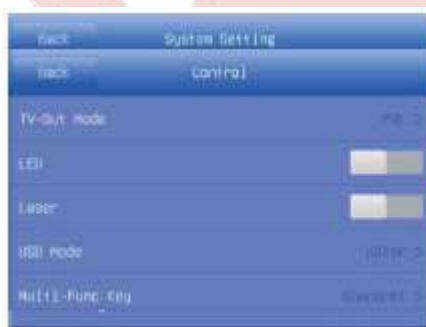 Back System Setting
Back Control
TV-Out Mode
LED
Laser
USB Mode
Multi-Func Key